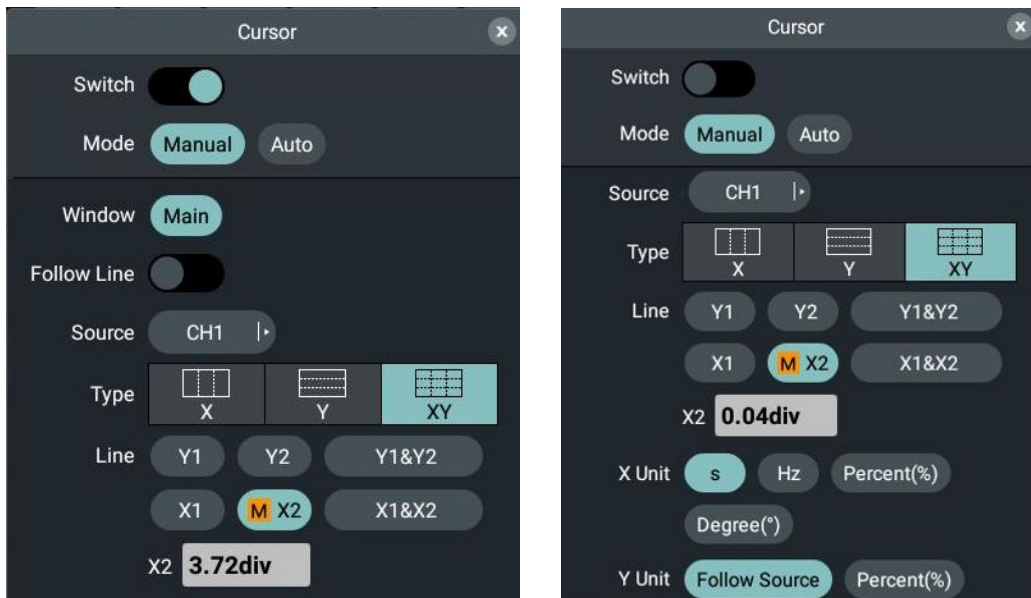 Cursor x
Switch
Mode Manual Auto
Window Main
Follow Line
Source CH1
Type X Y XY
Line Y1 Y2 Y1&Y2
X1 M X2 X1&X2
X2 3.72div
Cursor x
Switch
Mode Manual Auto
Source CH1
Type X Y XY
Line Y1 Y2 Y1&Y2
X1 M X2 X1&X2
X2 0.04div
X Unit s Hz Percent(%)
Degree(°)
Y Unit Follow Source Percent(%)